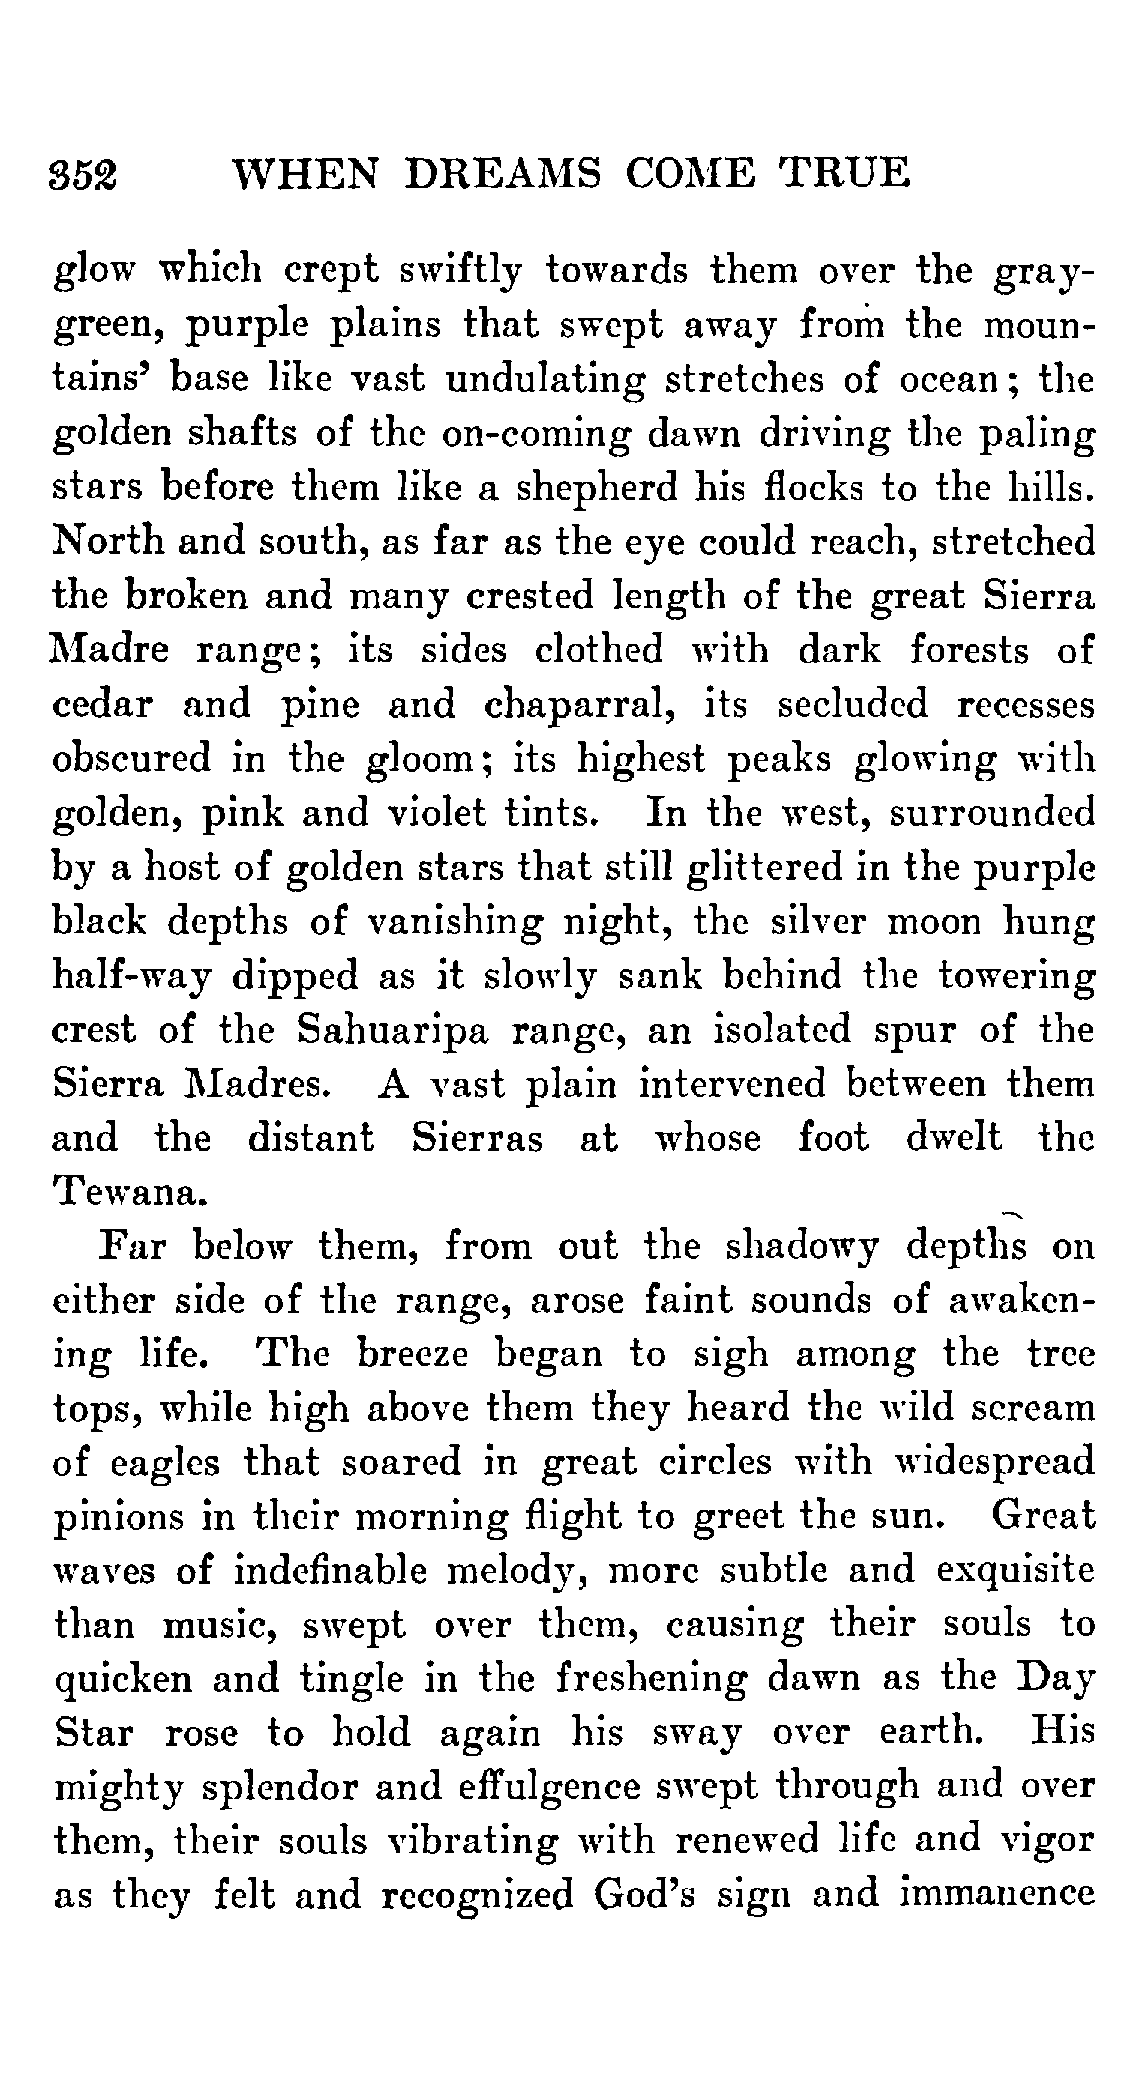 352 WHEN DREAMS COME TRUE
glow which crept swiftly towards them over the gray-
green, purple plains that swept away from the moun-
tains' base like vast undulating stretches of ocean; the
golden shafts of the on-coming dawn driving the paling
stars before them like a shepherd his flocks to the hills.
North and south, as far as the eye could reach, stretched
the broken and many crested length of the great Sierra
Madre range; its sides clothed with dark forests of
cedar and pine and chaparral, its secluded recesses
obscured in the gloom; its highest peaks glowing with
golden, pink and violet tints. In the west, surrounded
by a host of golden stars that still glittered in the purple
black depths of vanishing night, the silver moon hung
half-way dipped as it slowly sank behind the towering
crest of the Sahuaripa range, an isolated spur of the
Sierra Madres. A vast plain intervened between them
and the distant Sierras at whose foot dwelt the
Tewana.
Far below them, from out the shadowy depths on
either side of the range, arose faint sounds of awaken-
ing life. The breeze began to sigh among the tree
tops, while high above them they heard the wild scream
of eagles that soared in great circles with widespread
pinions in their morning flight to greet the sun. Great
waves of indefinable melody, more subtle and exquisite
than music, swept over them, causing their souls to
quicken and tingle in the freshening dawn as the Day
Star rose to hold again his sway over earth. His
mighty splendor and effulgence swept through and over
them, their souls vibrating with renewed life and vigor
as they felt and recognized God's sign and immanence